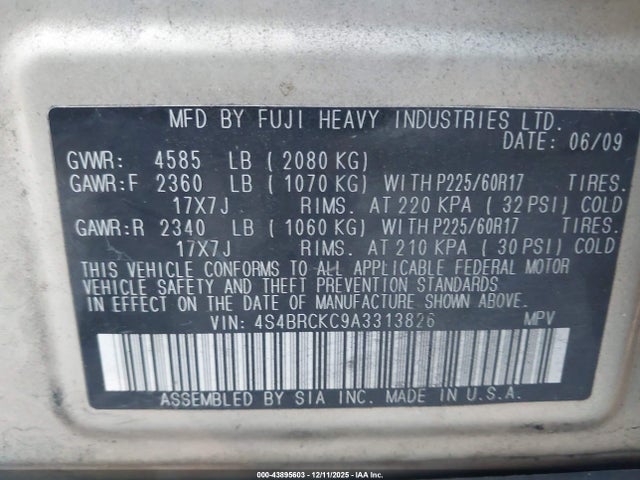 MFD BY FUJI HEAVY INDUSTRIES LTD.
DATE: 06/09
GVWR: 4585 LB ( 2080 KG)
GAWR:F 2360 LB ( 1070 KG) WITH P225/60R17 TIRES.
17X7J RIMS. AT 220 KPA ( 32 PSI) COLD
GAWR:R 2340 LB ( 1060 KG) WITH P225/60R17 TIRES.
17X7J RIMS. AT 210 KPA ( 30 PSI) COLD
THIS VEHICLE CONFORMS TO ALL APPLICABLE FEDERAL MOTOR
VEHICLE SAFETY AND THEFT PREVENTION STANDARDS
IN EFFECT ON THE DATE OF MANUFACTURE SHOWN ABOVE.
VIN: 4S4BRCKC9A3313826 MPV
ASSEMBLED BY SIA INC. MADE IN U.S.A.
000-43895603 - 12/11/2025 - IAA Inc.